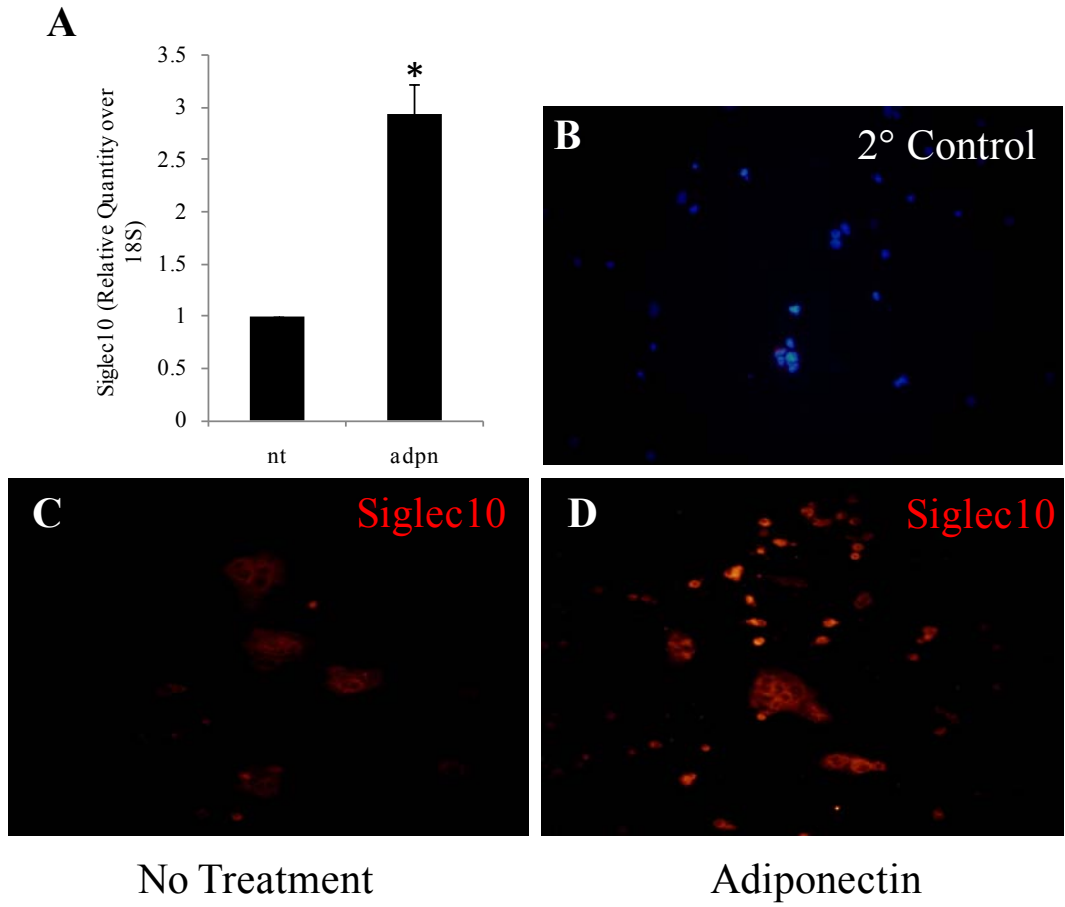 A
3.5
3
2.5
2
1.5
1
0.5
0
Siglec10 (Relative Quantity over
18S)
*
nt
adpn
B
2° Control
C
Siglec10
D
Siglec10
No Treatment
Adiponectin